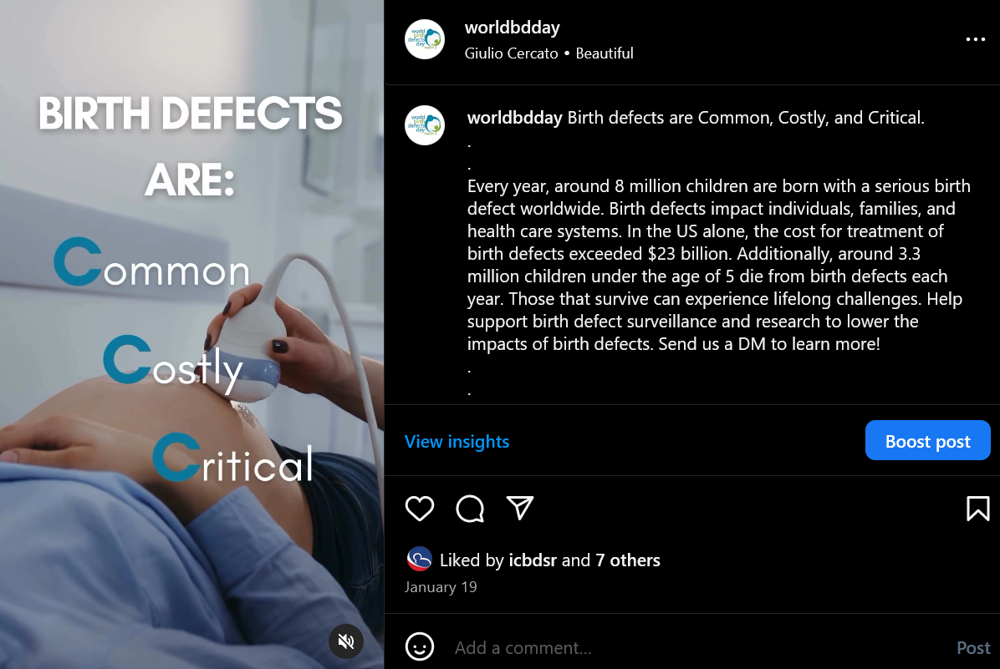 BIRTH DEFECTS
ARE:
Common
Costly
Critical
worldbdday
Giulio Cercato • Beautiful
worldbdday Birth defects are Common, Costly, and Critical.
.
.
Every year, around 8 million children are born with a serious birth
defect worldwide. Birth defects impact individuals, families, and
health care systems. In the US alone, the cost for treatment of
birth defects exceeded $23 billion. Additionally, around 3.3
million children under the age of 5 die from birth defects each
year. Those that survive can experience lifelong challenges. Help
support birth defect surveillance and research to lower the
impacts of birth defects. Send us a DM to learn more!
.
.
View insights
Boost post
Liked by icbdsr and 7 others
January 19
Add a comment...
Post